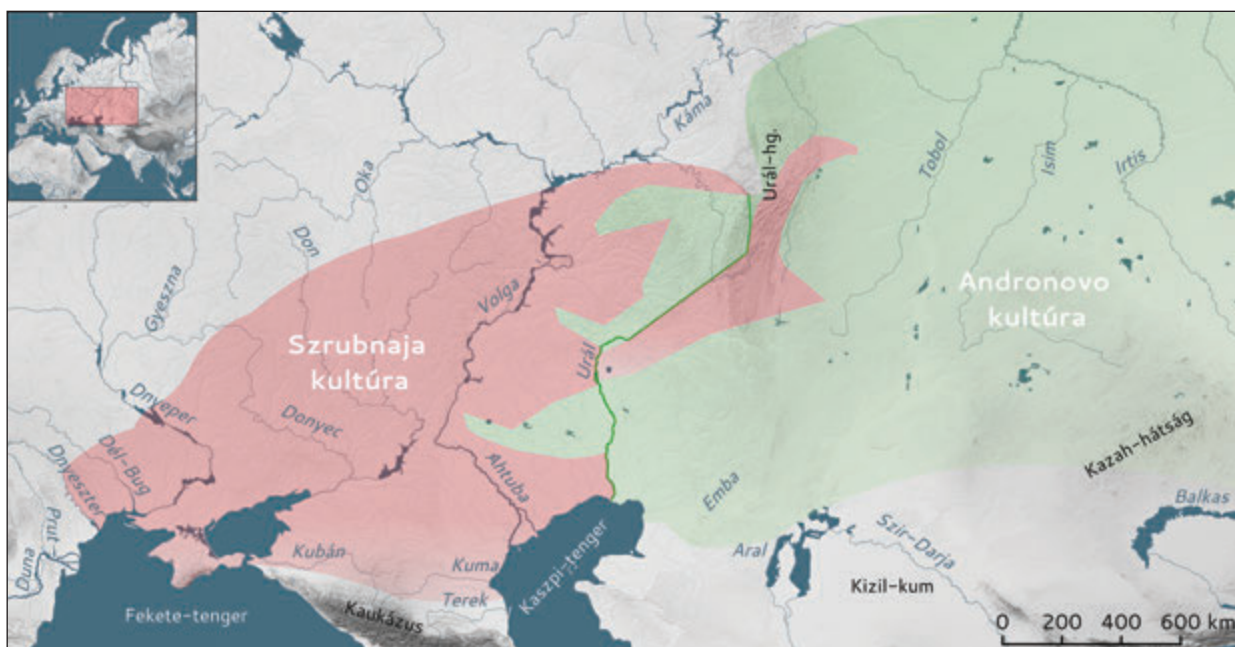 Káma
Urál-hg.
Tobol
Isim
Irtis
Oka
Don
Gyeszna
Volga
Andronovo
kultúra
Szrubnaja
kultúra
Urál
Dnyeper
Donyec
Dél-Bug
Dnyeszter
Ahtuba
Kazah-hátság
Emba
Balkas
Prut
Duna
Kubán
Kuma
Kaszpi-tenger
Aral
Szir-Darja
Terek
Kizil-kum
Fekete-tenger
Kaukázus
0 200 400 600 km